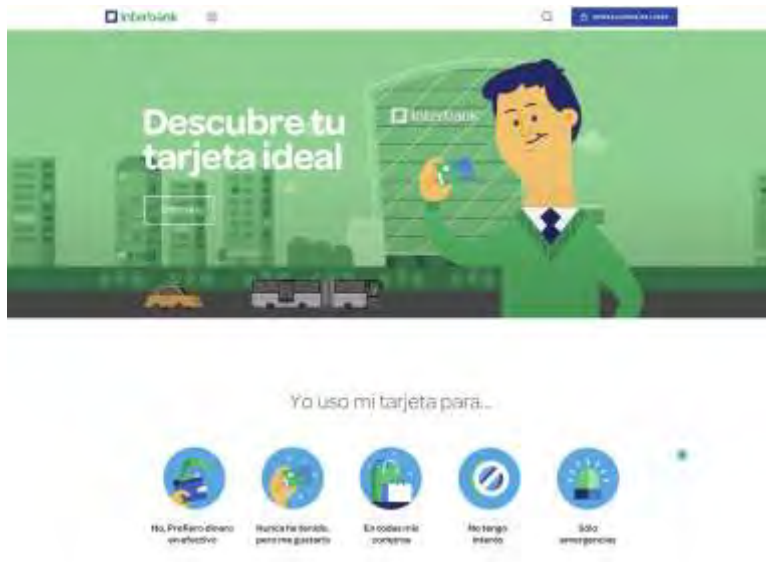 Interbank
Descubre tu
tarjeta ideal
Interbank
Yo uso mi tarjeta para...
No, Prefiero dinero
en efectivo
Nunca he tenido,
pero me gustaría
En todas mis
compras
No tengo
interés
Sólo
emergencias